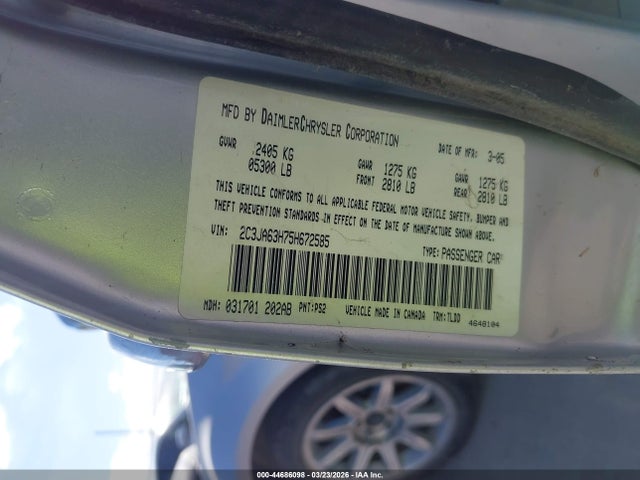 MFD BY DAIMLERCHRYSLER CORPORATION DATE OF MFR: 3-05
GVWR 2405 KG GAWR 1275 KG GAWR 1275 KG
05300 LB FRONT 2810 LB REAR 2810 LB
THIS VEHICLE CONFORMS TO ALL APPLICABLE FEDERAL MOTOR VEHICLE SAFETY, BUMPER AND
THEFT PREVENTION STANDARDS IN EFFECT ON THE DATE OF MANUFACTURE SHOWN ABOVE.
VIN: 2C3JA63H75H672585 TYPE: PASSENGER CAR
MDH: 031701 202AB PNT: PS2 VEHICLE MADE IN CANADA TRM: TLDD
4648104
000-44686098 - 03/23/2026 - IAA Inc.